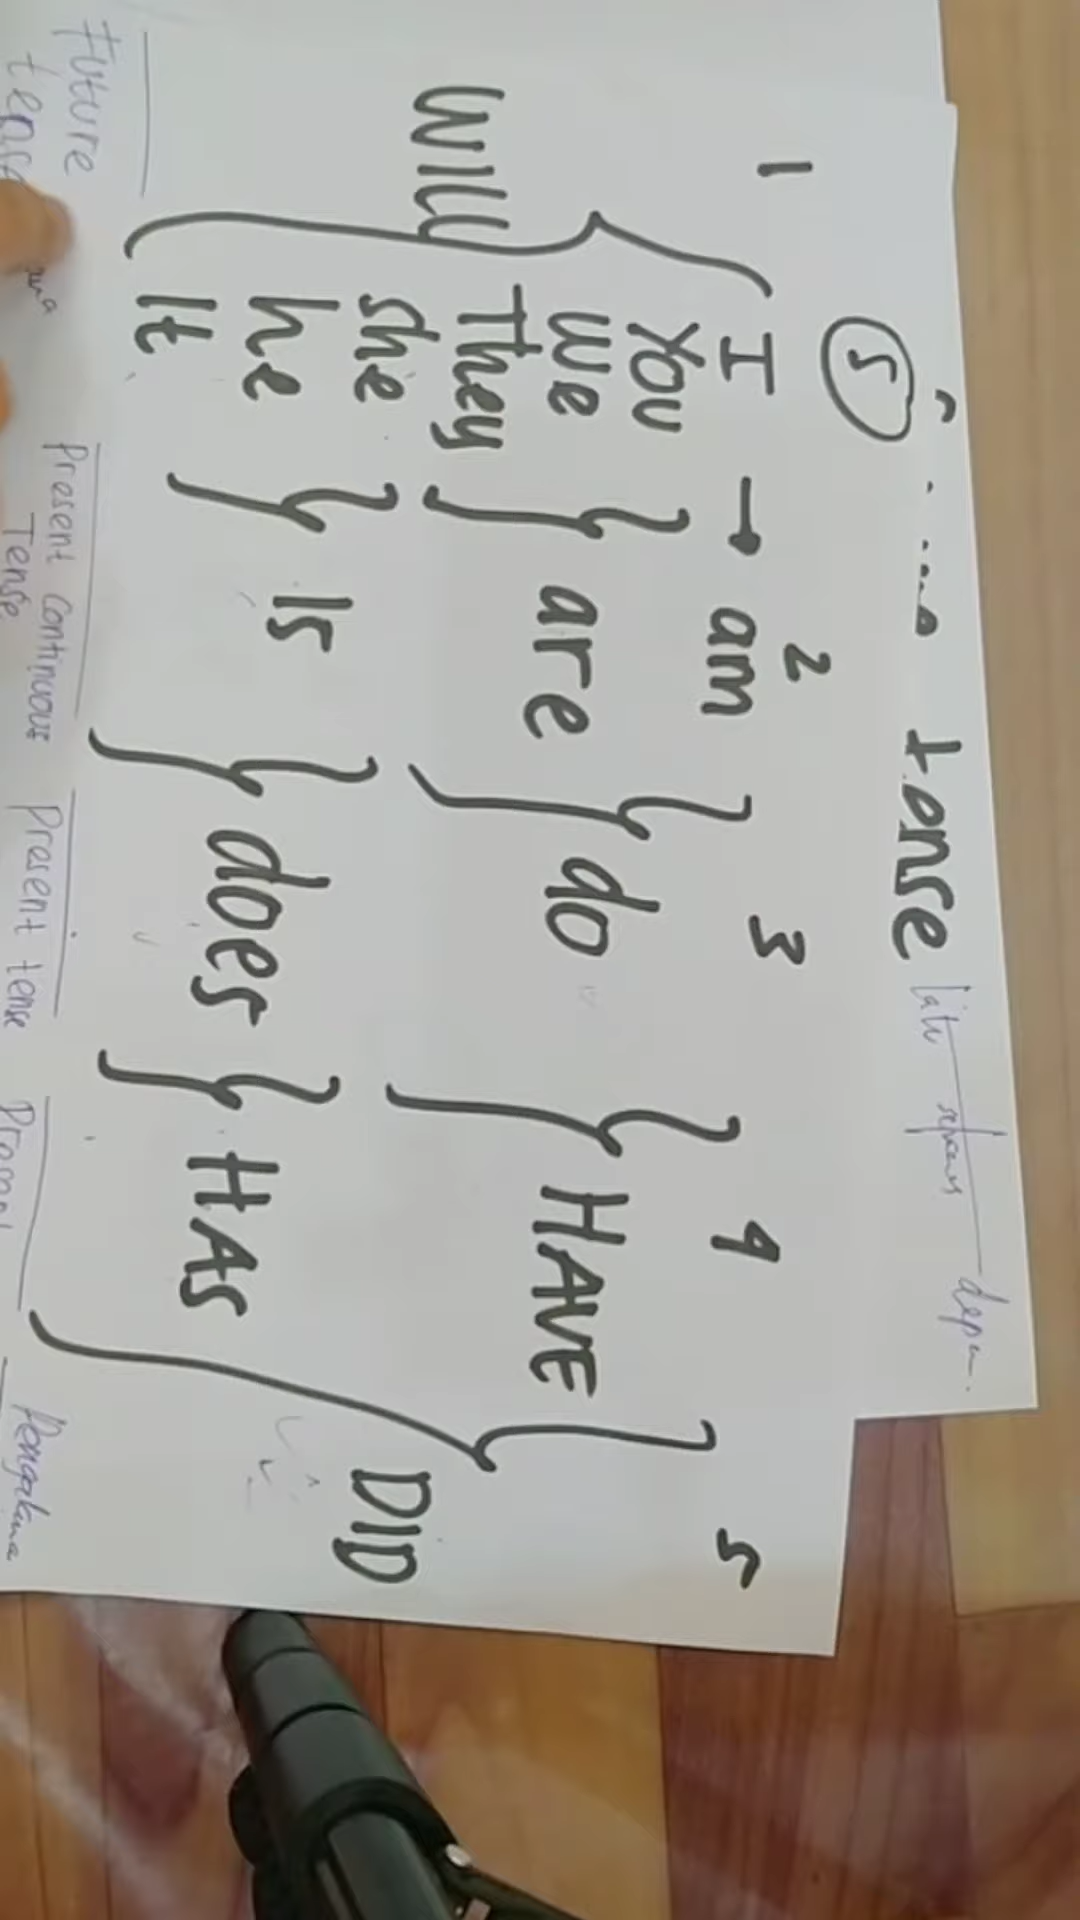 5 tense
1 2 3 4 5
I → am
You
We are do HAVE
They
WILL DID
she
he is does HAS
It
Future Present continuous Present tense
tense Tense